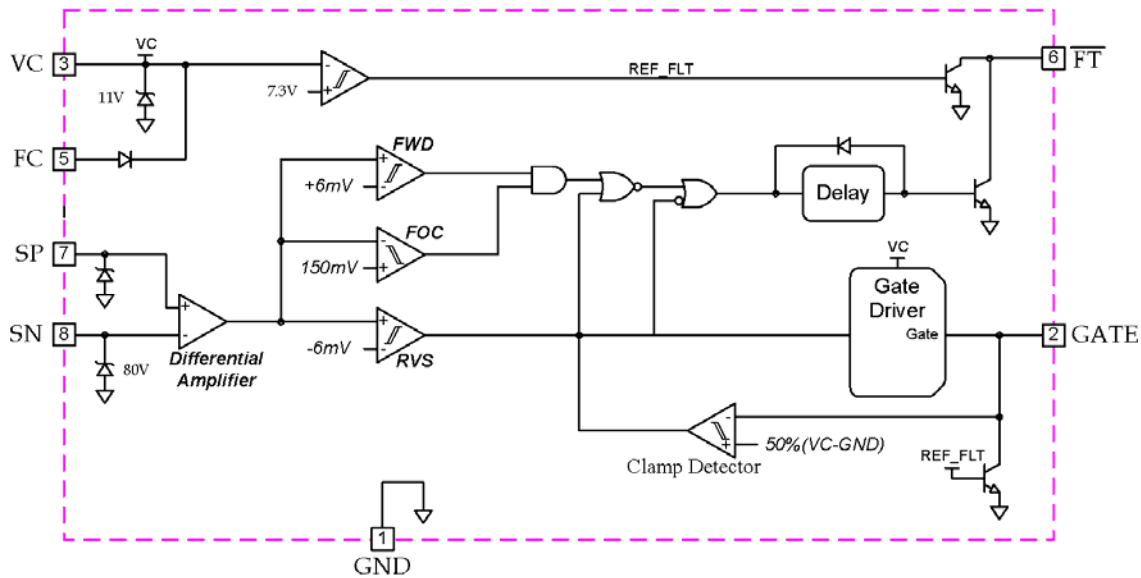 VC
3
VC
11V
7.3V
-
+
REF_FLT
6
FT
FC
5
FWD
+
-
+6mV
FOC
-
+
150mV
Delay
SP
7
SN
8
80V
+
-
Differential
Amplifier
+
-
-6mV
RVS
VC
Gate
Driver
Gate
2
GATE
-
+
50%(VC-GND)
Clamp Detector
REF_FLT
1
GND